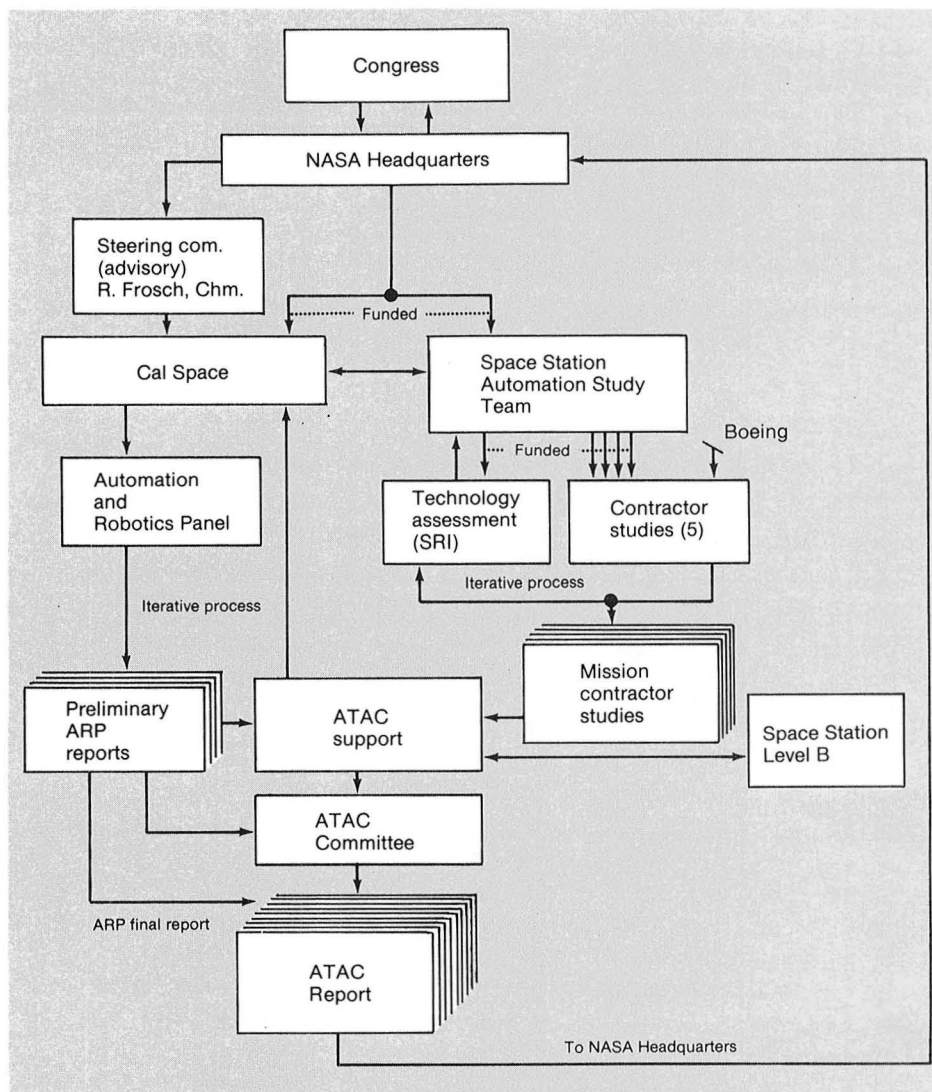 Congress
NASA Headquarters
Steering com.
(advisory)
R. Frosch, Chm.
Funded
Cal Space
Space Station
Automation Study
Team
Boeing
Funded
Automation
and
Robotics Panel
Technology
assessment
(SRI)
Contractor
studies (5)
Iterative process
Iterative process
Preliminary
ARP
reports
ATAC
support
Mission
contractor
studies
Space Station
Level B
ATAC
Committee
ARP final report
ATAC
Report
To NASA Headquarters